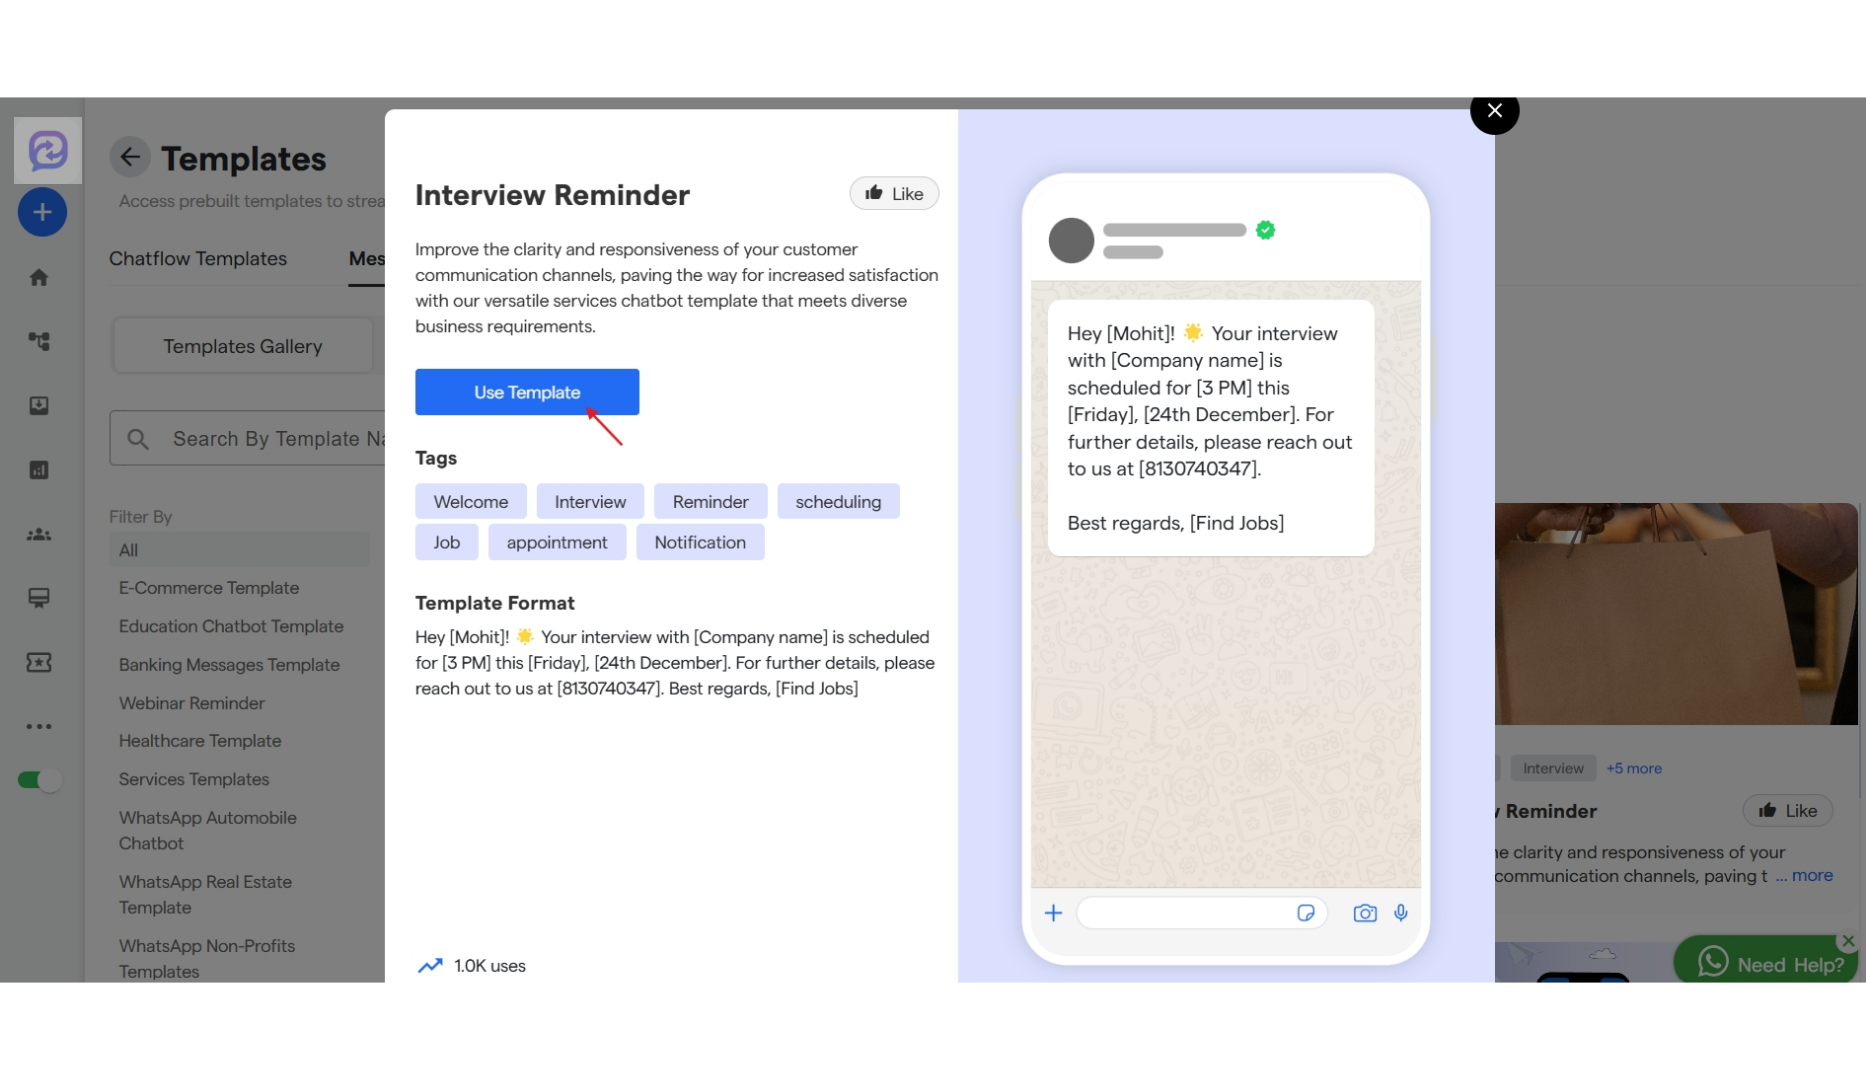 Templates
Access prebuilt templates to strea
Chatflow Templates
Mes
Templates Gallery
Search By Template Na
Filter By
All
E-Commerce Template
Education Chatbot Template
Banking Messages Template
Webinar Reminder
Healthcare Template
Services Templates
WhatsApp Automobile
Chatbot
WhatsApp Real Estate
Template
WhatsApp Non-Profits
Templates
Interview Reminder
Like
Improve the clarity and responsiveness of your customer
communication channels, paving the way for increased satisfaction
with our versatile services chatbot template that meets diverse
business requirements.
Use Template
Tags
Welcome Interview Reminder scheduling
Job appointment Notification
Template Format
Hey [Mohit]! 🌟 Your interview with [Company name] is scheduled
for [3 PM] this [Friday], [24th December]. For further details, please
reach out to us at [8130740347]. Best regards, [Find Jobs]
1.0K uses
Hey [Mohit]! 🌟 Your interview
with [Company name] is
scheduled for [3 PM] this
[Friday], [24th December]. For
further details, please reach out
to us at [8130740347].
Best regards, [Find Jobs]
Interview +5 more
Reminder
Like
clarity and responsiveness of your
communication channels, paving t ... more
Need Help?